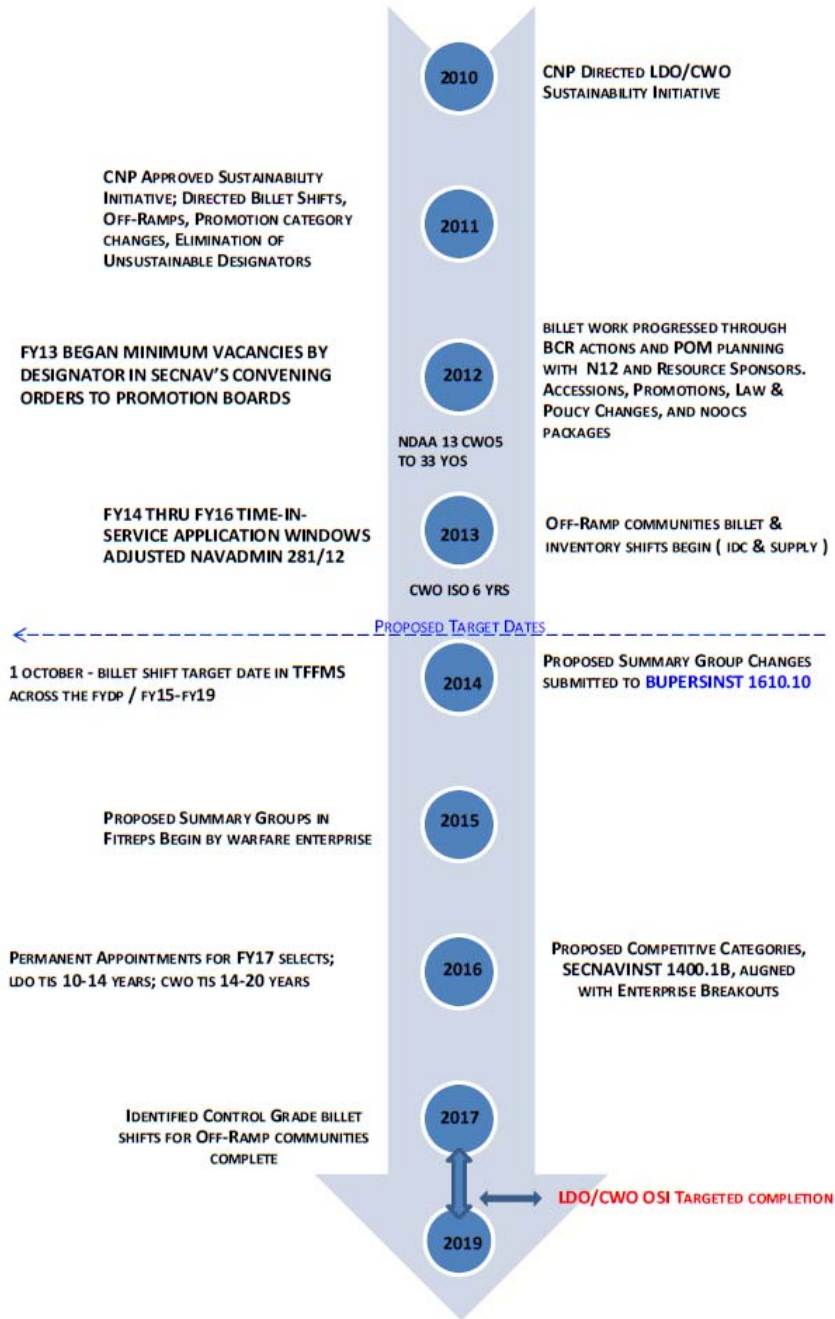 2010
CNP DIRECTED LDO/CWO
SUSTAINABILITY INITIATIVE
CNP APPROVED SUSTAINABILITY
INITIATIVE; DIRECTED BILLET SHIFTS,
OFF-RAMPS, PROMOTION CATEGORY
CHANGES, ELIMINATION OF
UNSUSTAINABLE DESIGNATORS
2011
FY13 BEGAN MINIMUM VACANCIES BY
DESIGNATOR IN SECNAV'S CONVENING
ORDERS TO PROMOTION BOARDS
2012
BILLET WORK PROGRESSED THROUGH
BCR ACTIONS AND POM PLANNING
WITH N12 AND RESOURCE SPONSORS.
ACCESSIONS, PROMOTIONS, LAW &
POLICY CHANGES, AND NOOCS
PACKAGES
NDAA 13 CWO5
TO 33 YOS
FY14 THRU FY16 TIME-IN-
SERVICE APPLICATION WINDOWS
ADJUSTED NAVADMIN 281/12
2013
OFF-RAMP COMMUNITIES BILLET &
INVENTORY SHIFTS BEGIN ( IDC & SUPPLY )
CWO ISO 6 YRS
PROPOSED TARGET DATES
1 OCTOBER - BILLET SHIFT TARGET DATE IN TFFMS
ACROSS THE FYDP / FY15-FY19
2014
PROPOSED SUMMARY GROUP CHANGES
SUBMITTED TO BUPERSINST 1610.10
PROPOSED SUMMARY GROUPS IN
FITREPS BEGIN BY WARFARE ENTERPRISE
2015
PERMANENT APPOINTMENTS FOR FY17 SELECTS;
LDO TIS 10-14 YEARS; CWO TIS 14-20 YEARS
2016
PROPOSED COMPETITIVE CATEGORIES,
SECNAVINST 1400.1B, ALIGNED
WITH ENTERPRISE BREAKOUTS
IDENTIFIED CONTROL GRADE BILLET
SHIFTS FOR OFF-RAMP COMMUNITIES
COMPLETE
2017
LDO/CWO OSI TARGETED COMPLETION
2019